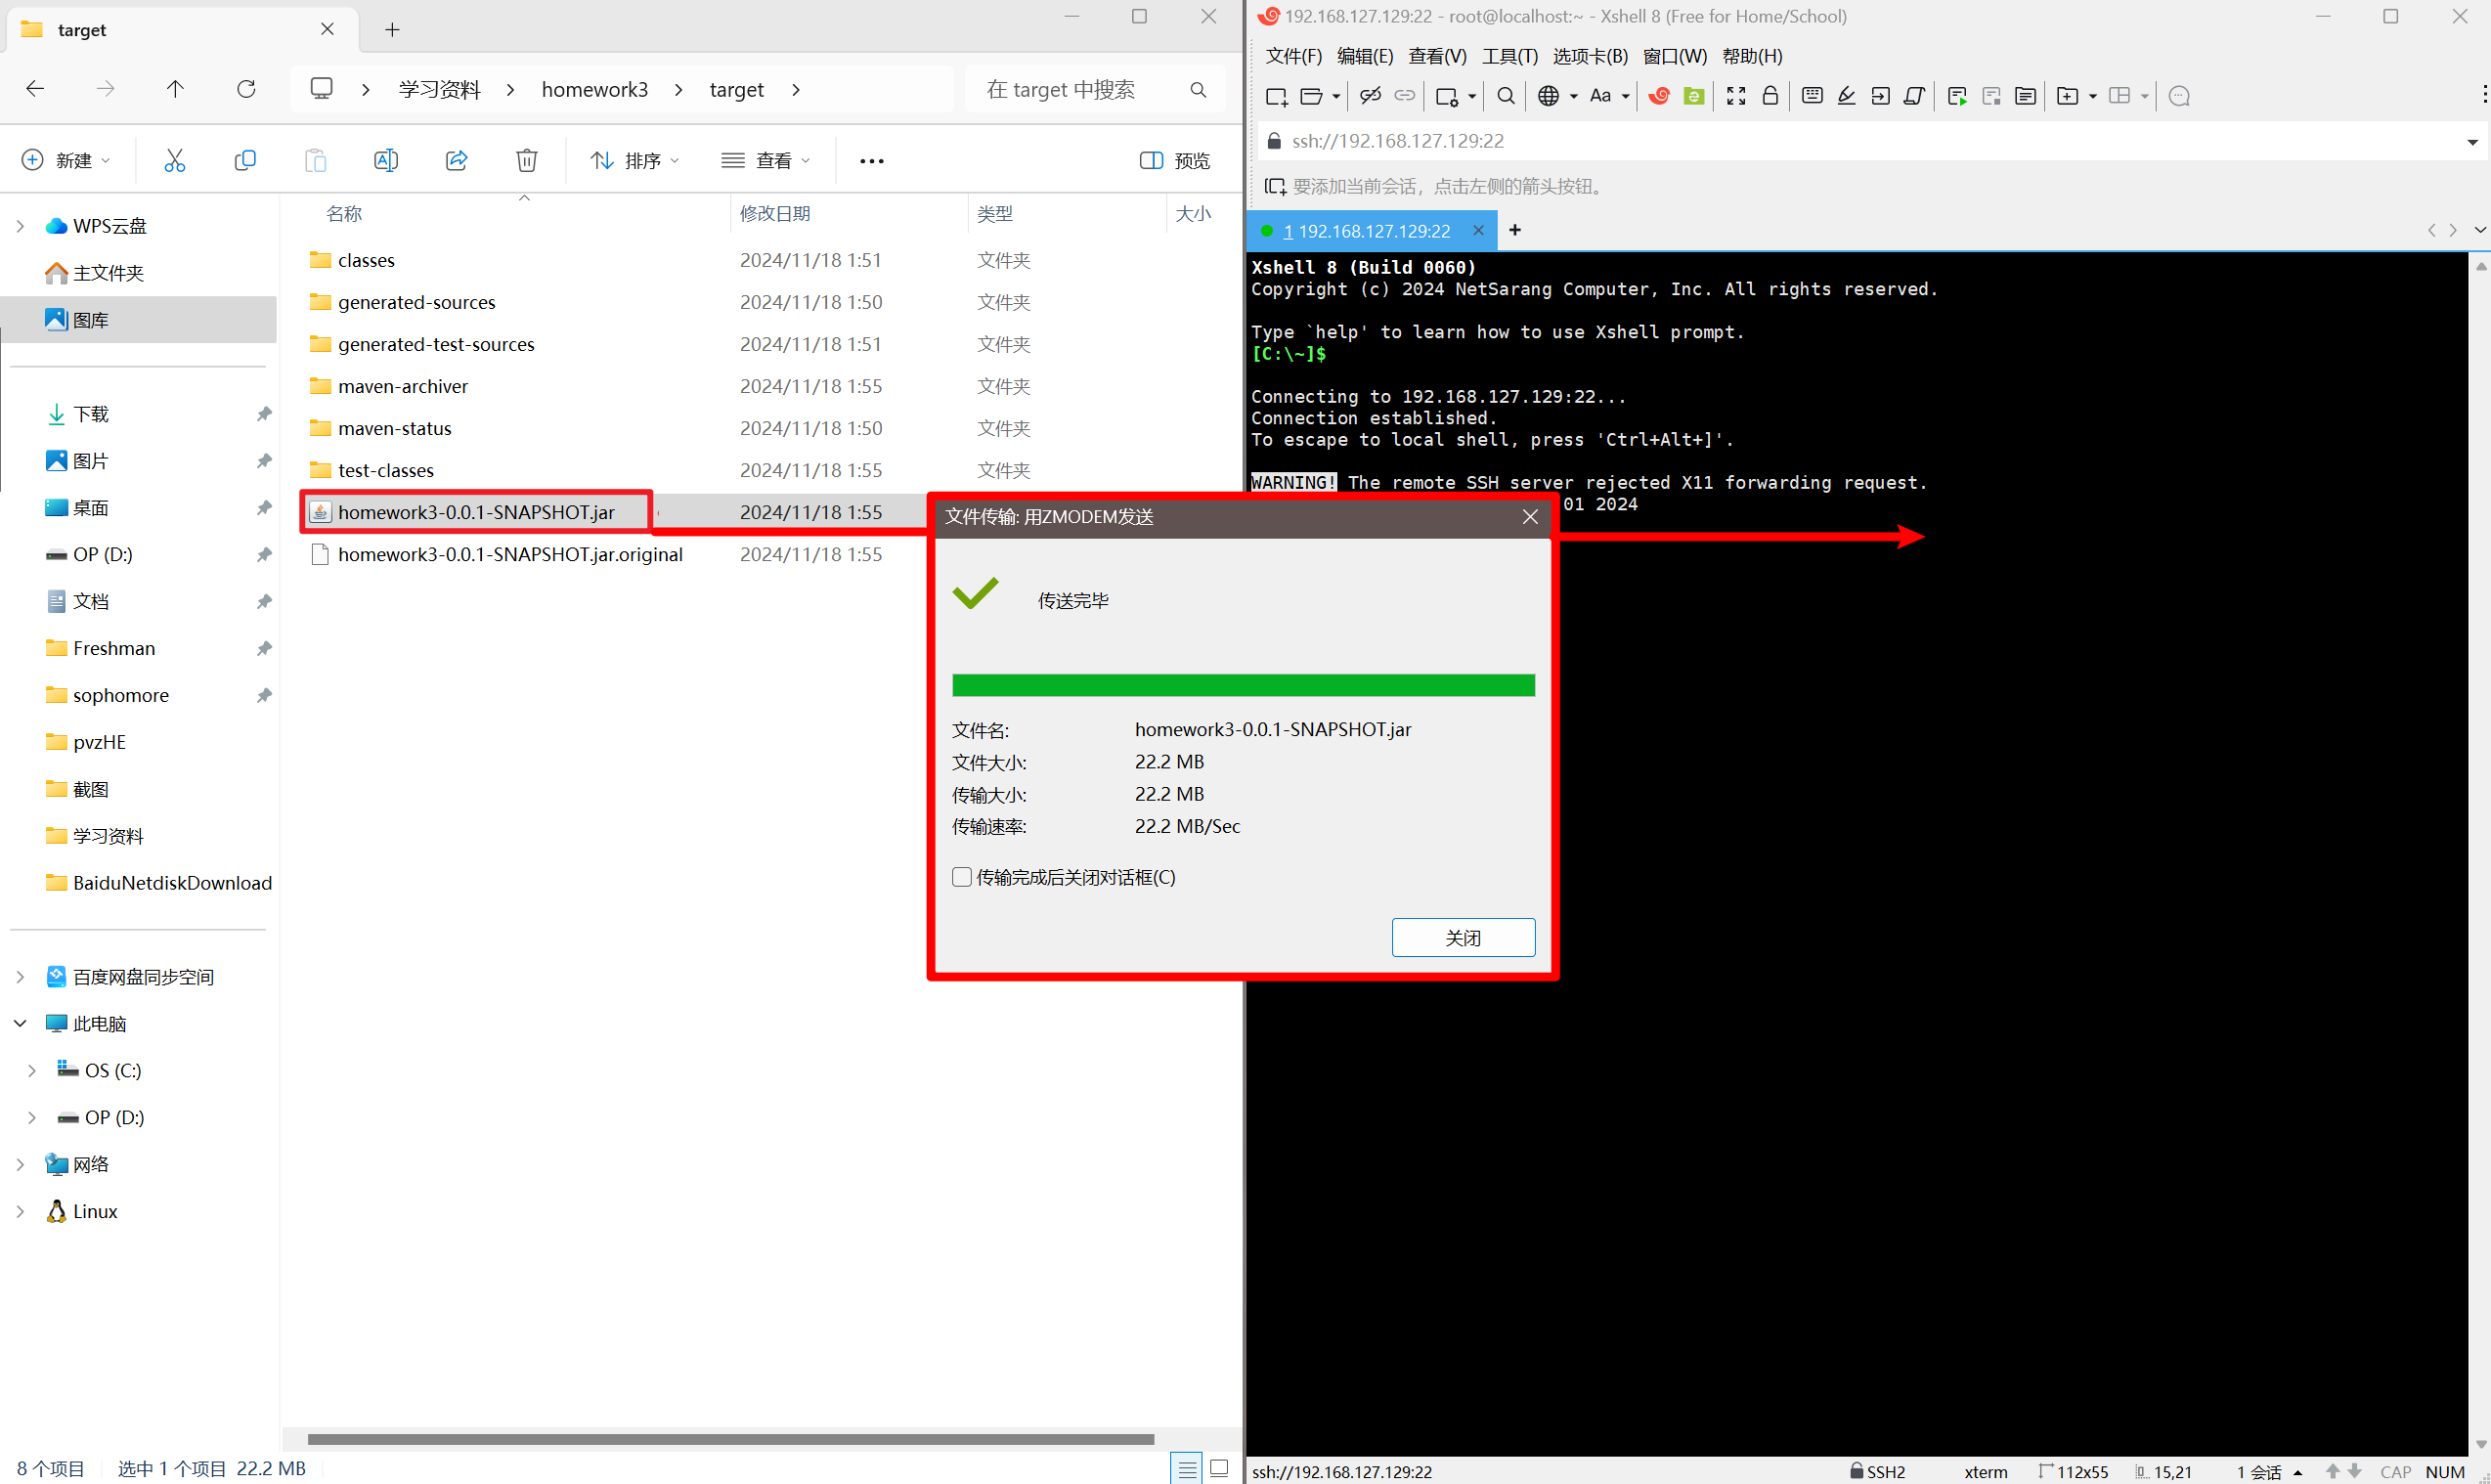 target
学习资料 > homework3 > target >
在 target 中搜索
新建
排序
查看
预览
名称 修改日期 类型 大小
WPS云盘
主文件夹
图库
下载
图片
桌面
OP (D:)
文档
Freshman
sophomore
pvzHE
截图
学习资料
BaiduNetdiskDownload
百度网盘同步空间
此电脑
OS (C:)
OP (D:)
网络
Linux
classes 2024/11/18 1:51 文件夹
generated-sources 2024/11/18 1:50 文件夹
generated-test-sources 2024/11/18 1:51 文件夹
maven-archiver 2024/11/18 1:55 文件夹
maven-status 2024/11/18 1:50 文件夹
test-classes 2024/11/18 1:55 文件夹
homework3-0.0.1-SNAPSHOT.jar 2024/11/18 1:55
homework3-0.0.1-SNAPSHOT.jar.original 2024/11/18 1:55
8 个项目 选中 1 个项目 22.2 MB
192.168.127.129:22 - root@localhost:~ - Xshell 8 (Free for Home/School)
文件(F) 编辑(E) 查看(V) 工具(T) 选项卡(B) 窗口(W) 帮助(H)
Aa
ssh://192.168.127.129:22
要添加当前会话，点击左侧的箭头按钮。
1 192.168.127.129:22
Xshell 8 (Build 0060)
Copyright (c) 2024 NetSarang Computer, Inc. All rights reserved.
Type `help' to learn how to use Xshell prompt.
[C:\~]$
Connecting to 192.168.127.129:22...
Connection established.
To escape to local shell, press 'Ctrl+Alt+]'.
WARNING! The remote SSH server rejected X11 forwarding request.
01 2024
文件传输: 用ZMODEM发送
传送完毕
文件名: homework3-0.0.1-SNAPSHOT.jar
文件大小: 22.2 MB
传输大小: 22.2 MB
传输速率: 22.2 MB/Sec
传输完成后关闭对话框(C)
关闭
ssh://192.168.127.129:22 SSH2 xterm 112x55 15,21 1 会话 CAP NUM